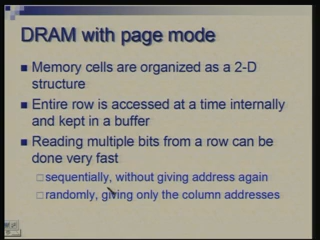 DRAM with page mode
Memory cells are organized as a 2-D
structure
Entire row is accessed at a time internally
and kept in a buffer
Reading multiple bits from a row can be
done very fast
sequentially, without giving address again
randomly, giving only the column addresses